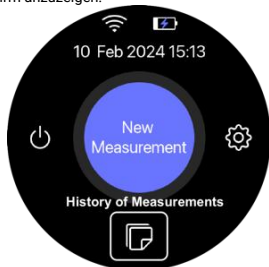 anzuzeigen.
10 Feb 2024 15:13
New
Measurement
History of Measurements